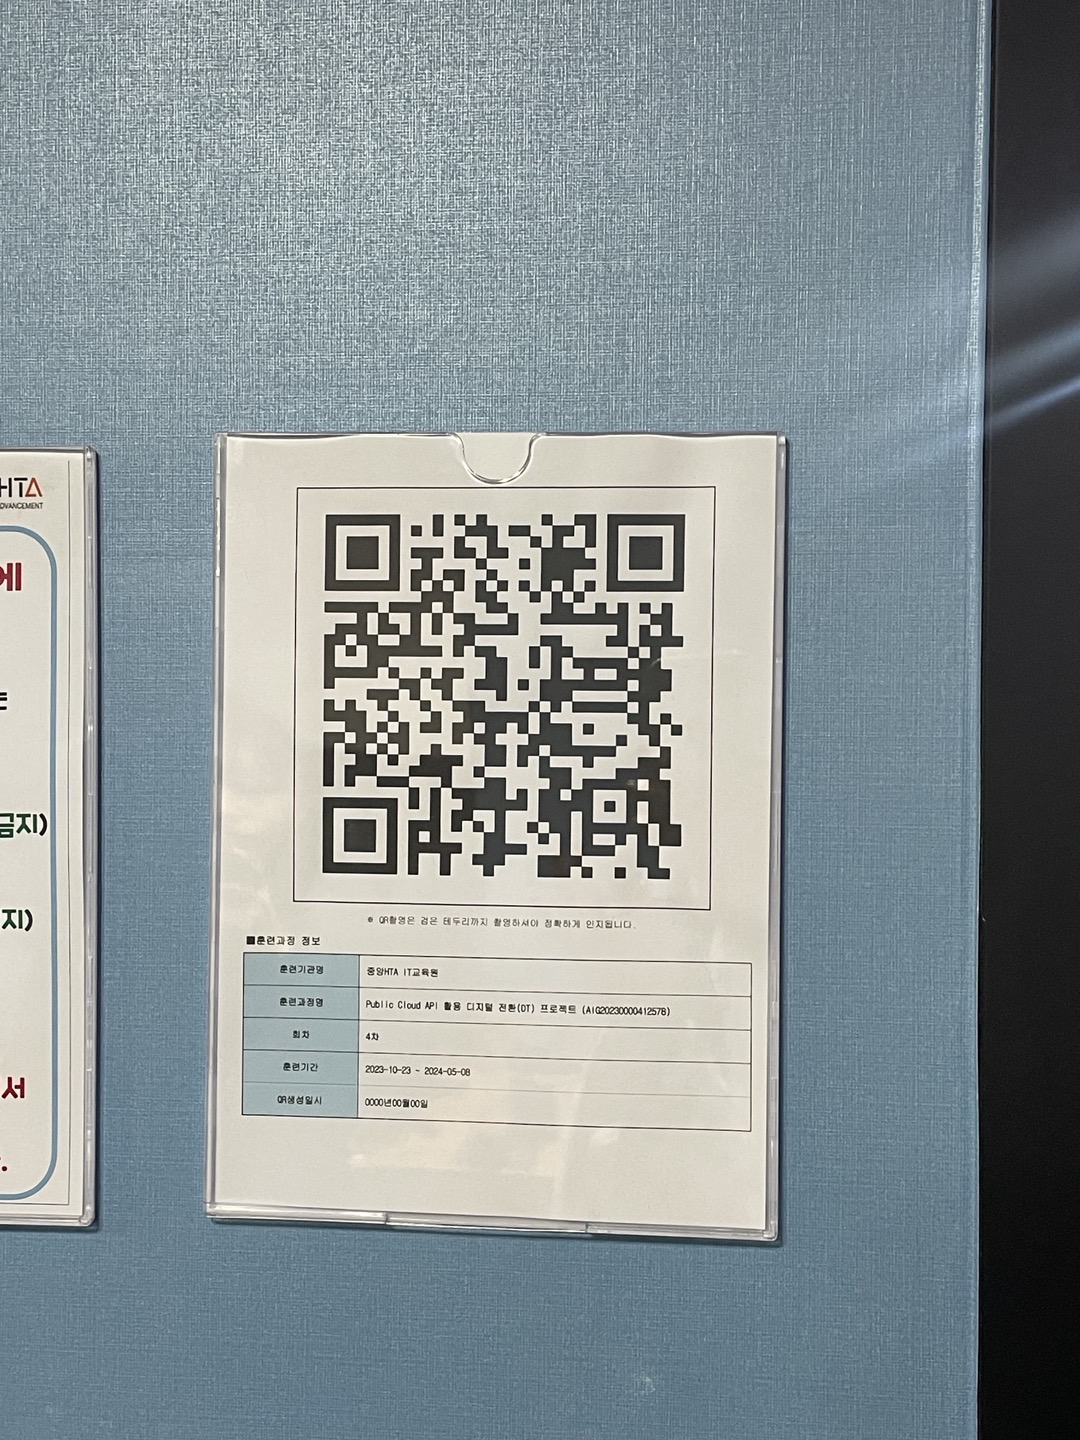 HTA
ADVANCEMENT
에
금지)
지)
서
※ QR촬영은 검은 테두리까지 촬영하셔야 정확하게 인지됩니다.
■훈련과정 정보
훈련기관명 중앙HTA IT교육원
훈련과정명 Public Cloud API 활용 디지털 전환(DT) 프로젝트 (AIG20230000412578)
회차 4차
훈련기간 2023-10-23 ~ 2024-05-08
QR생성일시 0000년00월00일